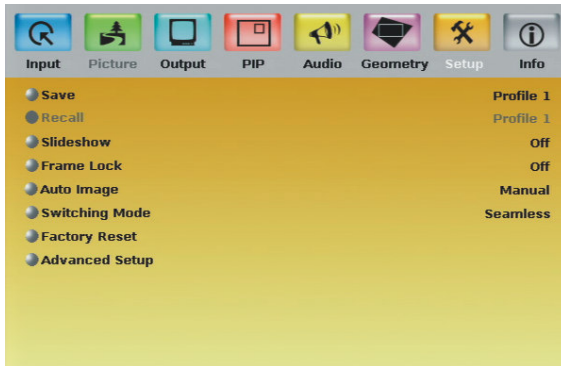 Input Picture Output PIP Audio Geometry Setup Info
Save Profile 1
Recall Profile 1
Slideshow Off
Frame Lock Off
Auto Image Manual
Switching Mode Seamless
Factory Reset
Advanced Setup